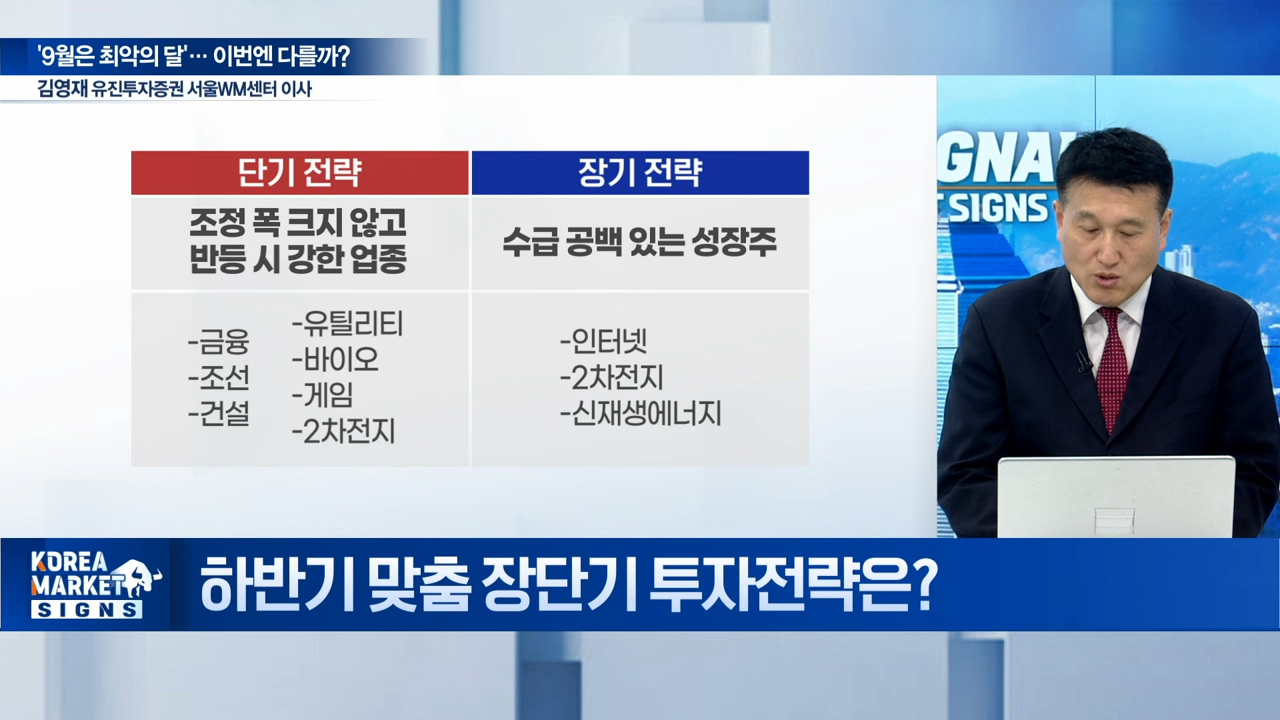 '9월은 최악의 달'… 이번엔 다를까?
김영재 유진투자증권 서울WM센터 이사
단기 전략
장기 전략
조정 폭 크지 않고
반등 시 강한 업종
수급 공백 있는 성장주
-금융
-조선
-건설
-유틸리티
-바이오
-게임
-2차전지
-인터넷
-2차전지
-신재생에너지
GNA
SIGNS
KOREA
MARKET
SIGNS
하반기 맞춤 장단기 투자전략은?